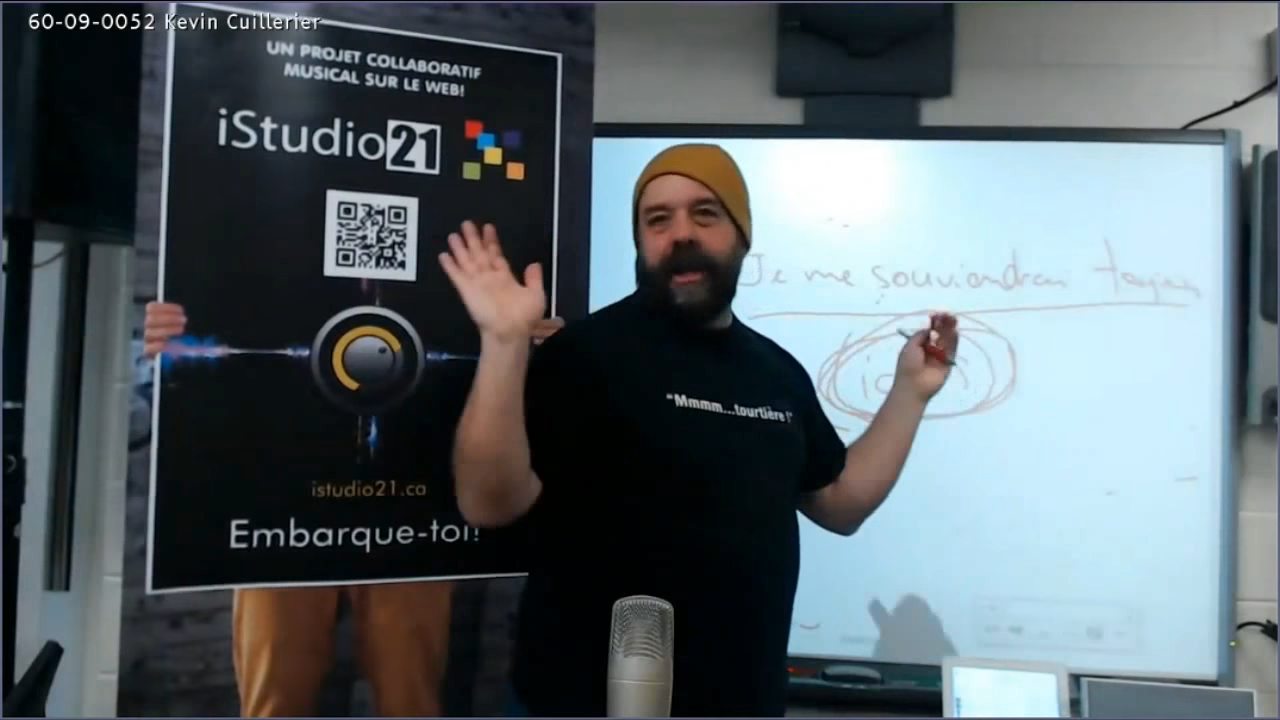 60-09-0052 Kevin Cuillerier
UN PROJET COLLABORATIF
MUSICAL SUR LE WEB!
iStudio21
istudio21.ca
Embarque-toi!
"Mmmm...tourtière!"
Je me souviendrai